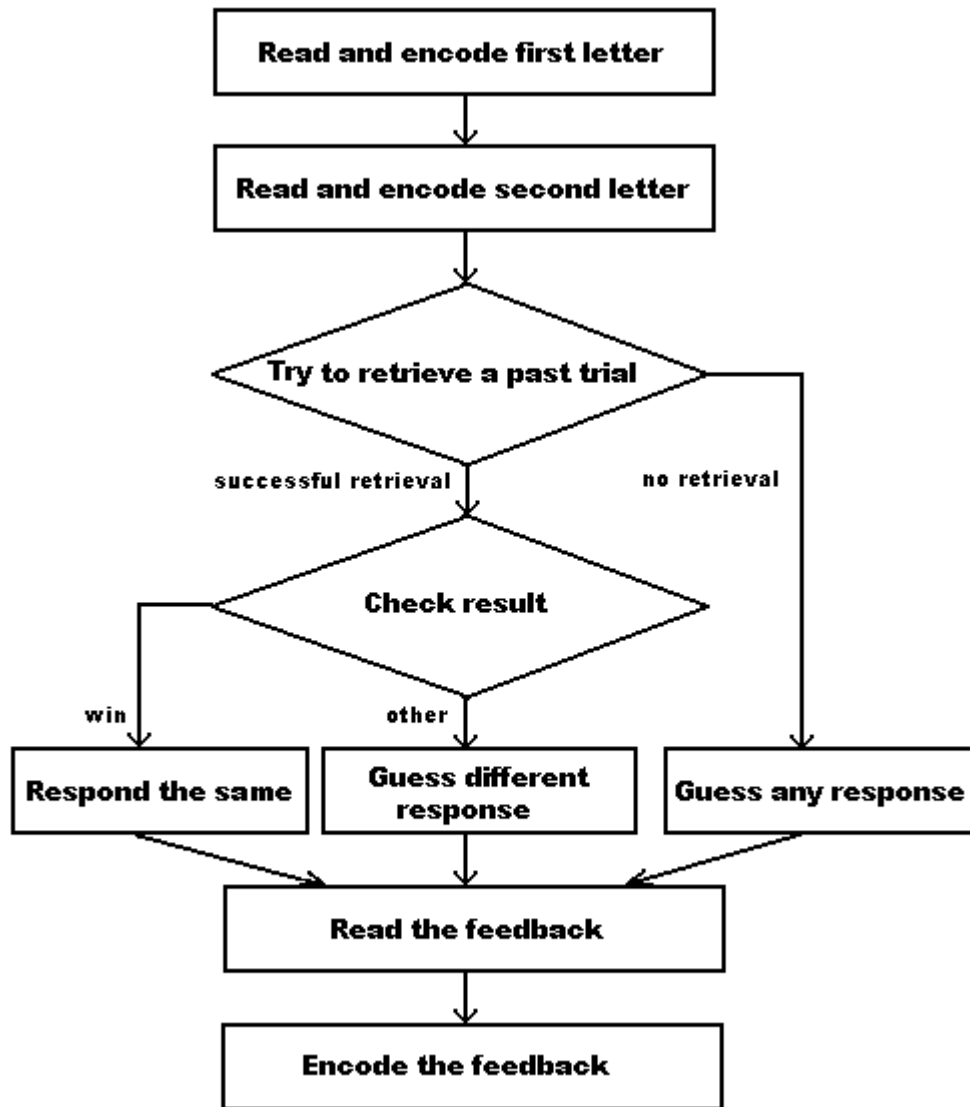 Read and encode first letter
Read and encode second letter
Try to retrieve a past trial
successful retrieval
no retrieval
Check result
win
other
Respond the same
Guess different
response
Guess any response
Read the feedback
Encode the feedback